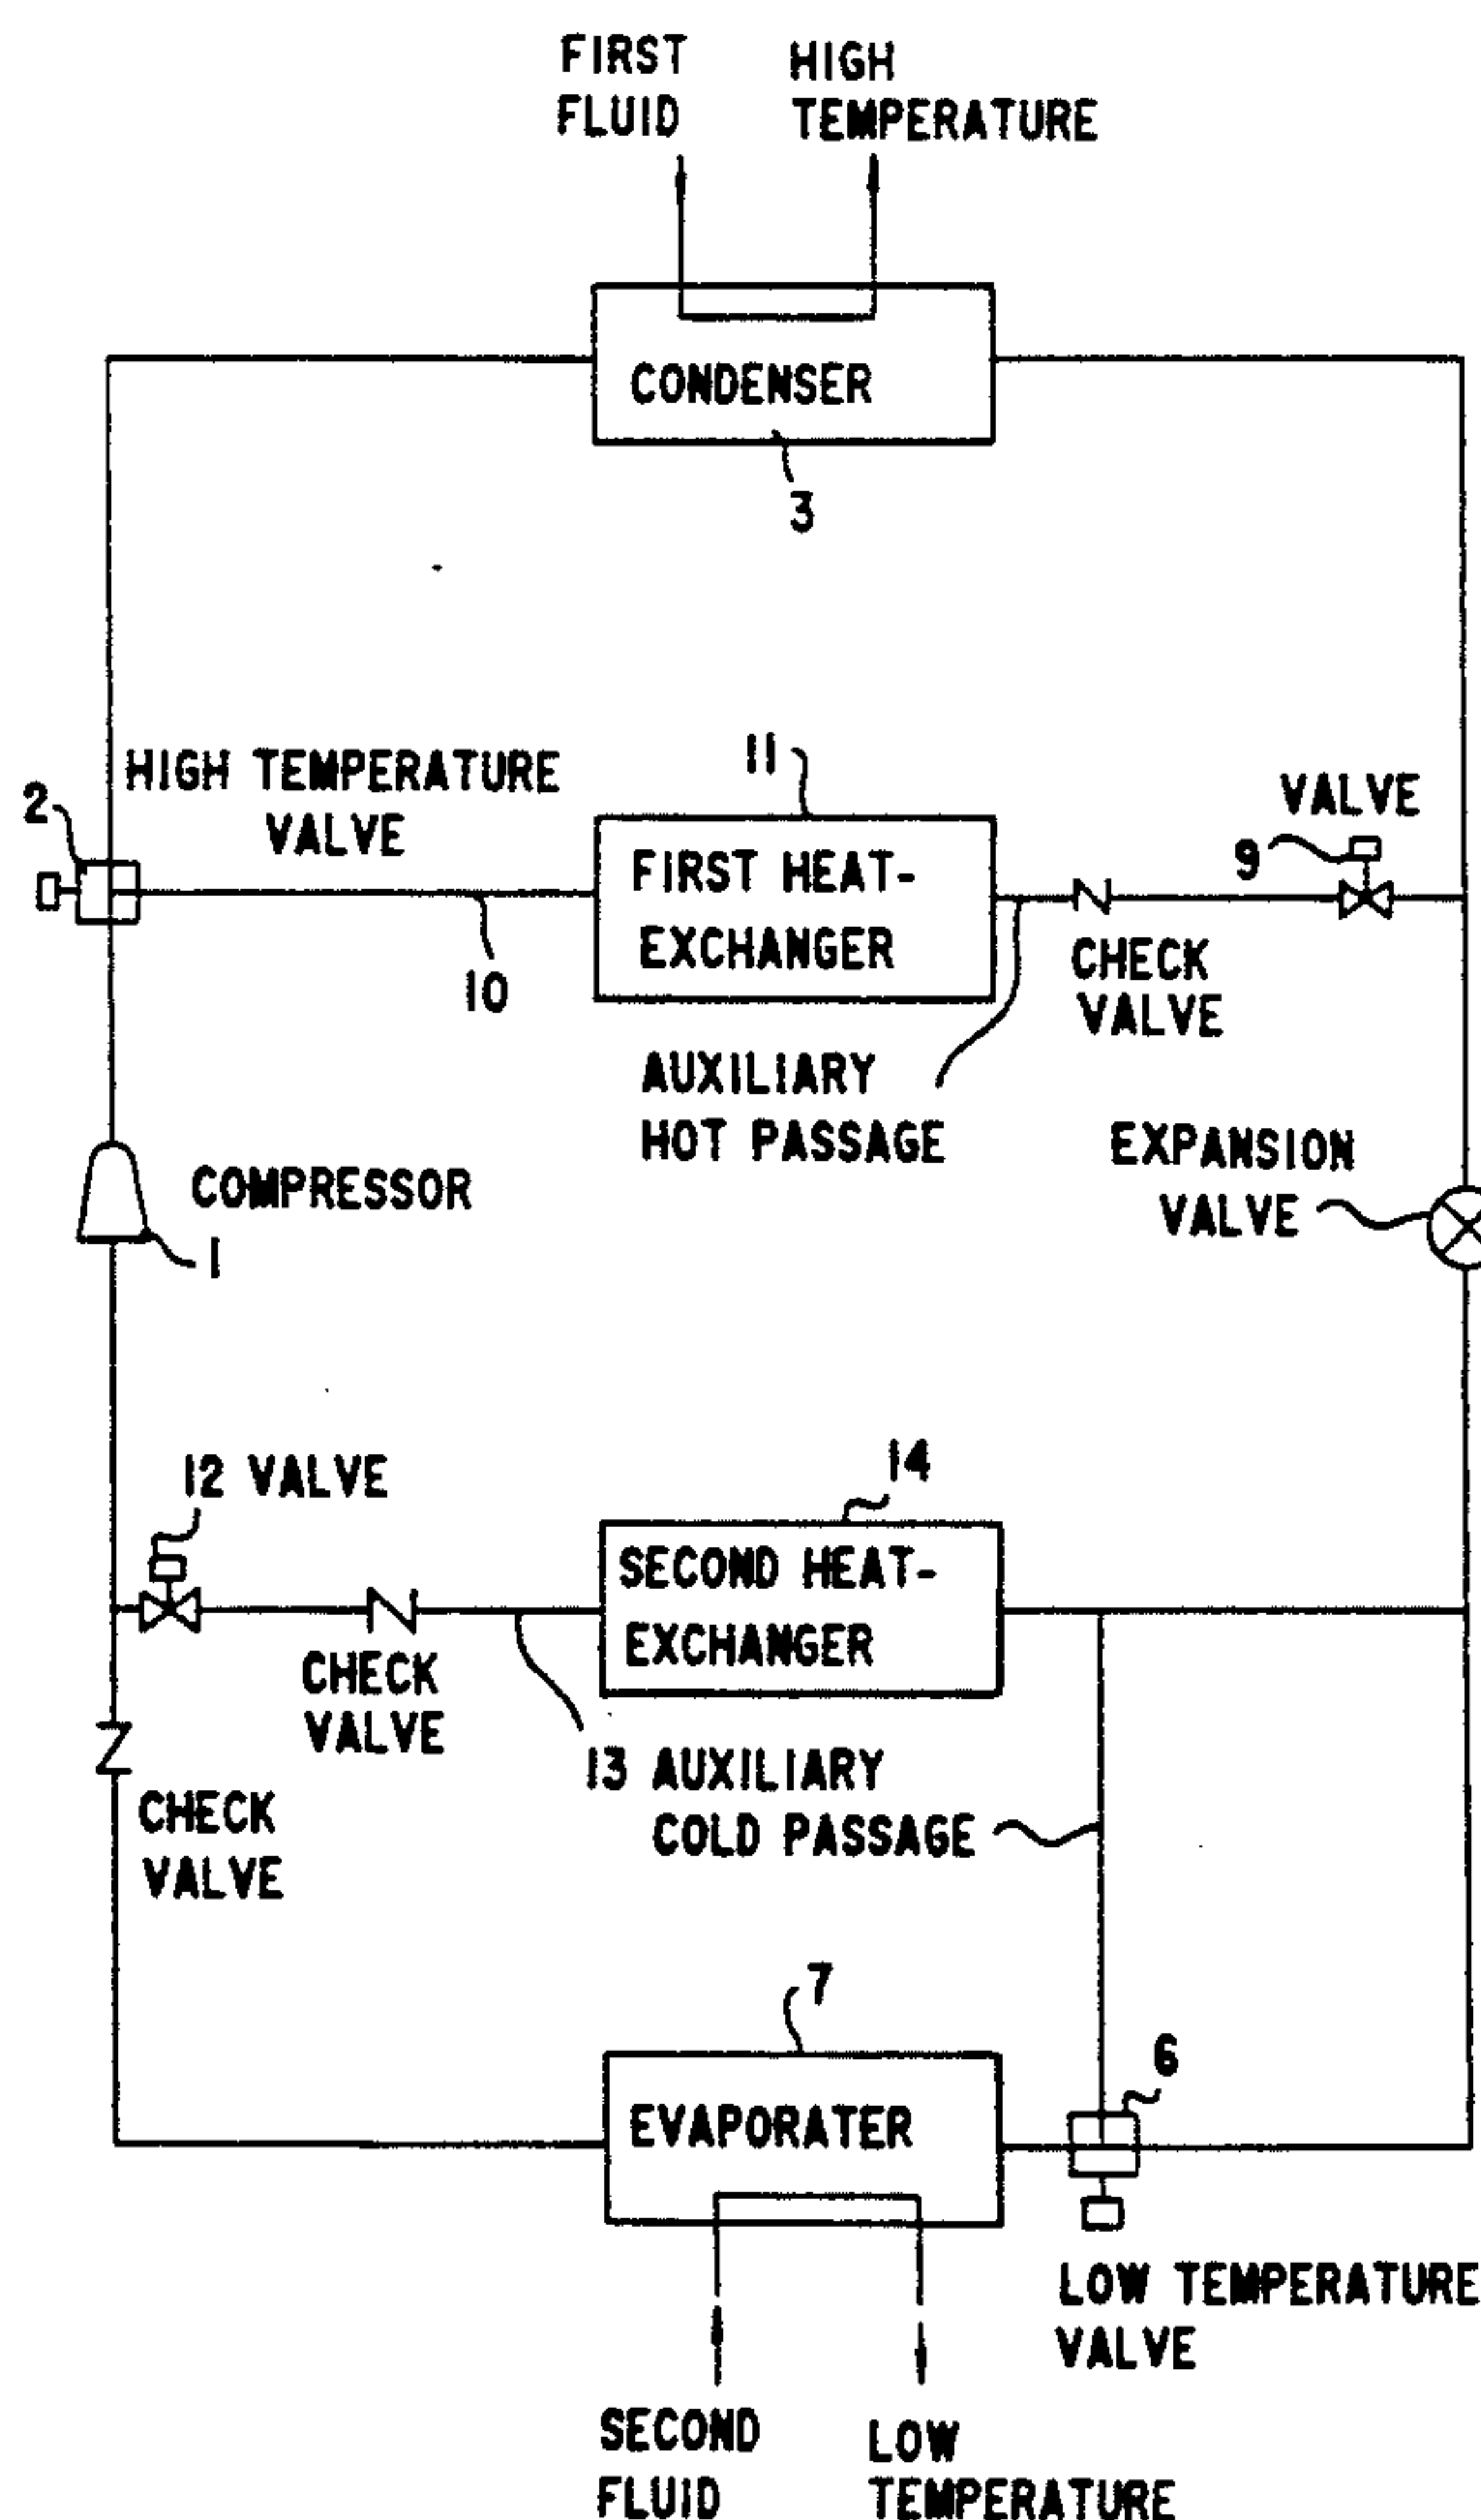 FIRST
FLUID
HIGH
TEMPERATURE
CONDENSER
3
HIGH TEMPERATURE
VALVE
2
11
VALVE
9
FIRST HEAT-
EXCHANGER
10
CHECK
VALVE
AUXILIARY
HOT PASSAGE
EXPANSION
VALVE
COMPRESSOR
1
12 VALVE
14
SECOND HEAT-
EXCHANGER
CHECK
VALVE
13 AUXILIARY
COLD PASSAGE
CHECK
VALVE
7
6
EVAPORATER
LOW TEMPERATURE
VALVE
SECOND
FLUID
LOW
TEMPERATURE